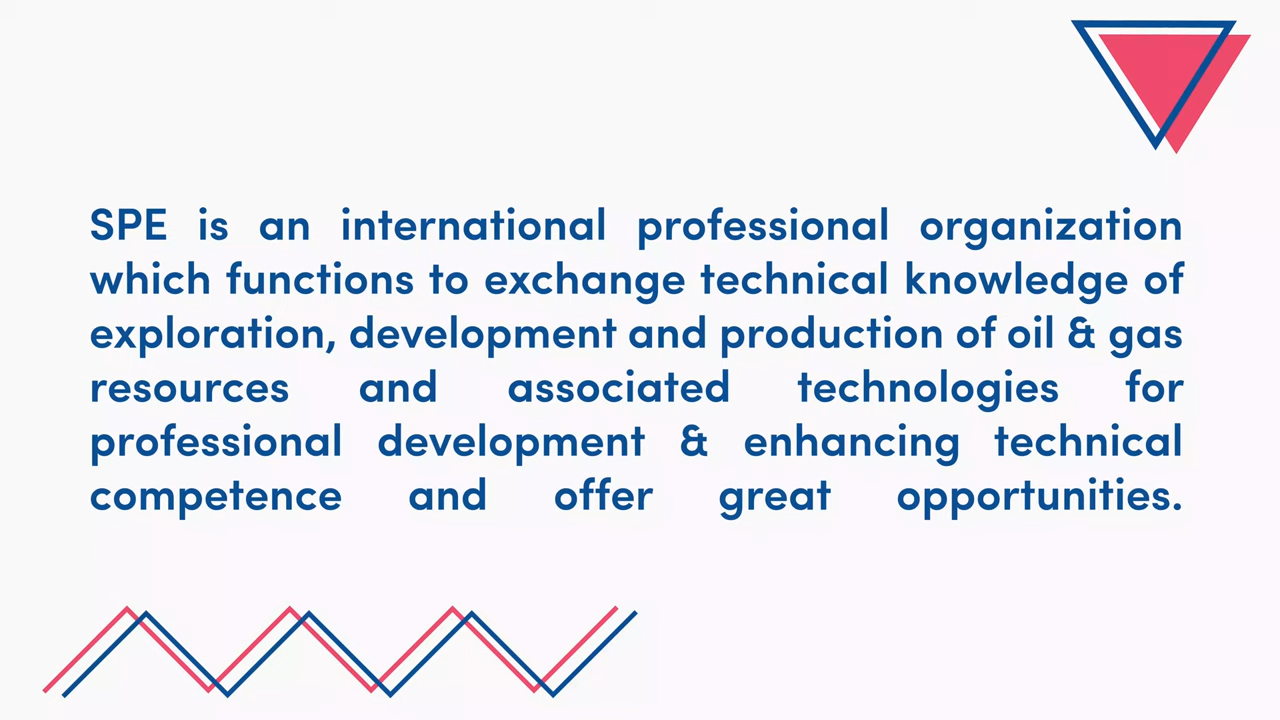 SPE is an international professional organization
which functions to exchange technical knowledge of
exploration, development and production of oil & gas
resources and associated technologies for
professional development & enhancing technical
competence and offer great opportunities.